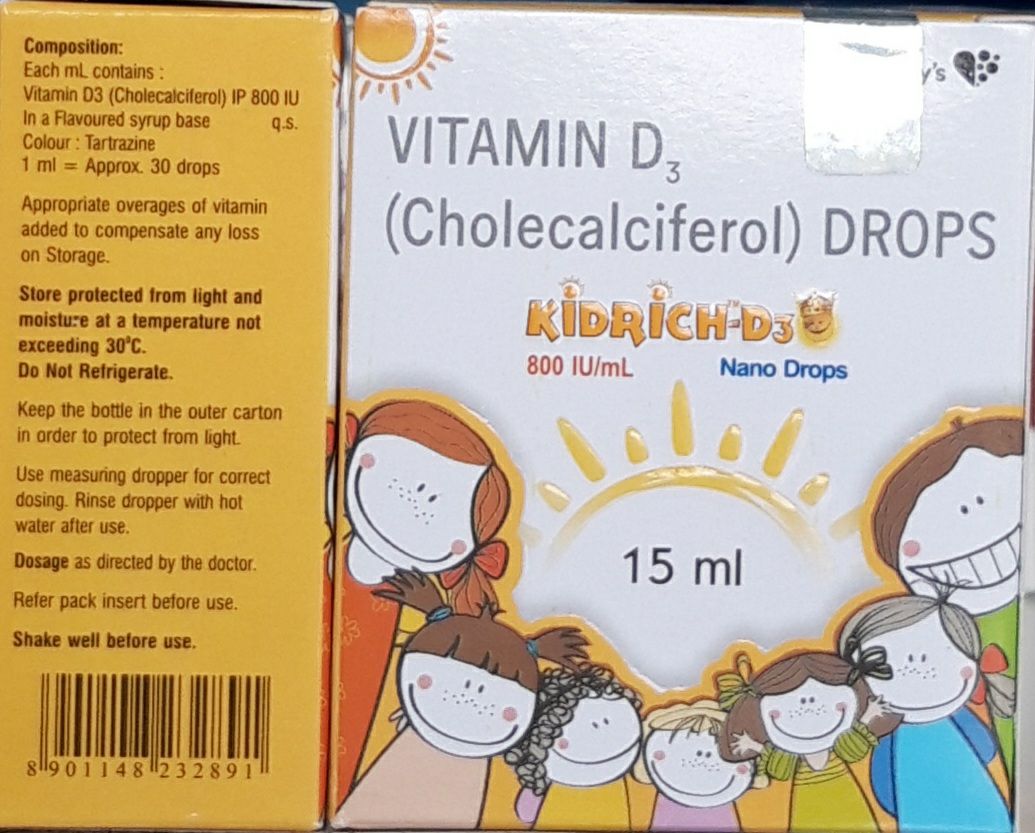 Composition:
Each mL contains :
Vitamin D3 (Cholecalciferol) IP 800 IU
In a Flavoured syrup base q.s.
Colour : Tartrazine
1 ml = Approx. 30 drops
Appropriate overages of vitamin
added to compensate any loss
on Storage.
Store protected from light and
moisture at a temperature not
exceeding 30°C.
Do Not Refrigerate.
Keep the bottle in the outer carton
in order to protect from light.
Use measuring dropper for correct
dosing. Rinse dropper with hot
water after use.
Dosage as directed by the doctor.
Refer pack insert before use.
Shake well before use.
8 901148 232891
VITAMIN D3
(Cholecalciferol) DROPS
KIDRICH™-D3
800 IU/mL Nano Drops
15 ml